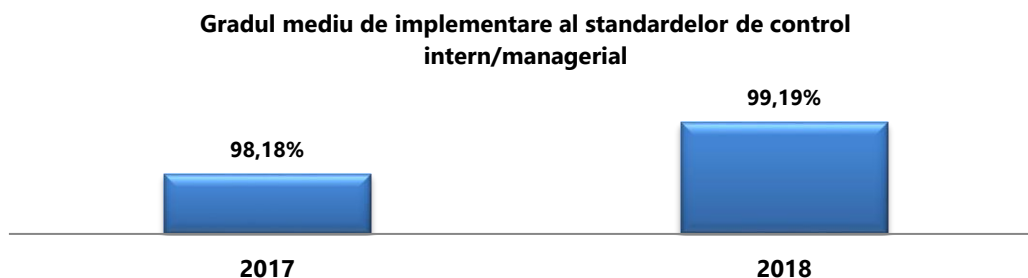 Gradul mediu de implementare al standardelor de control
intern/managerial
99,19%
98,18%
2017 2018